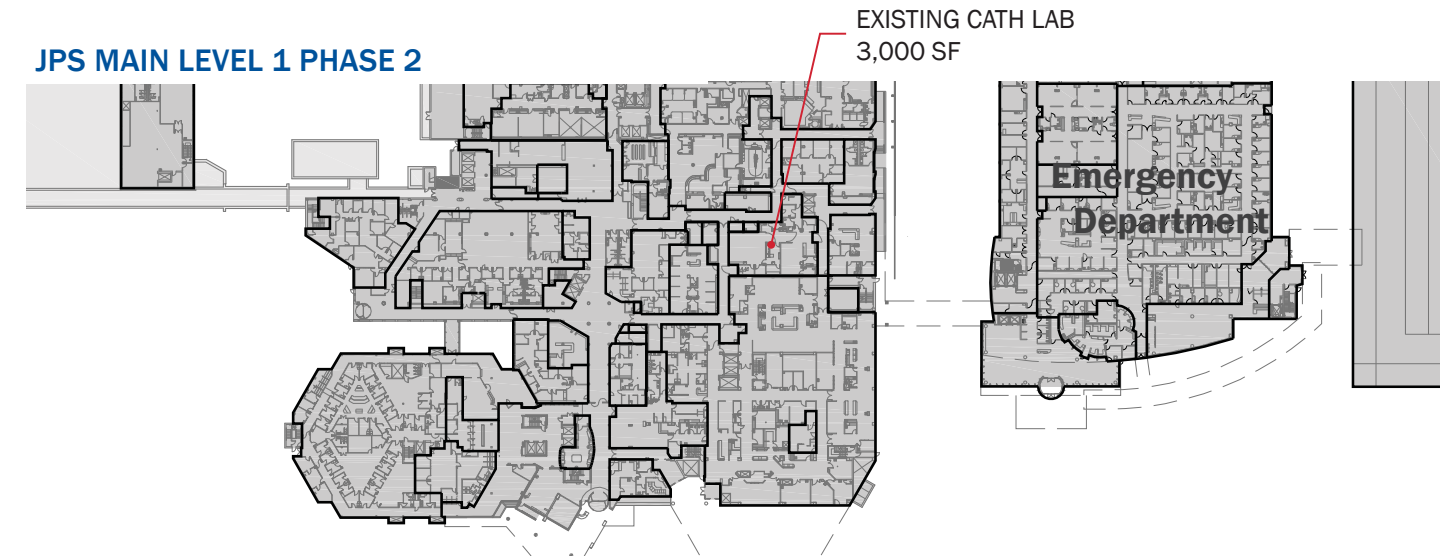 EXISTING CATH LAB
3,000 SF
JPS MAIN LEVEL 1 PHASE 2
Emergency
Department